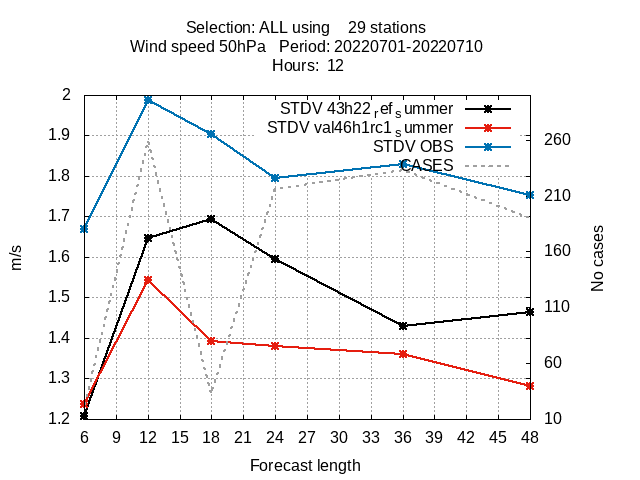 Selection: ALL using    29 stations
Wind speed 50hPa   Period: 20220701-20220710
Hours:  12
STDV 43h22_ref_summer
STDV val46h1rc1_summer
STDV OBS
CASES
2
1.9
1.8
1.7
1.6
1.5
1.4
1.3
1.2
m/s
260
210
160
110
60
10
No cases
6 9 12 15 18 21 24 27 30 33 36 39 42 45 48
Forecast length